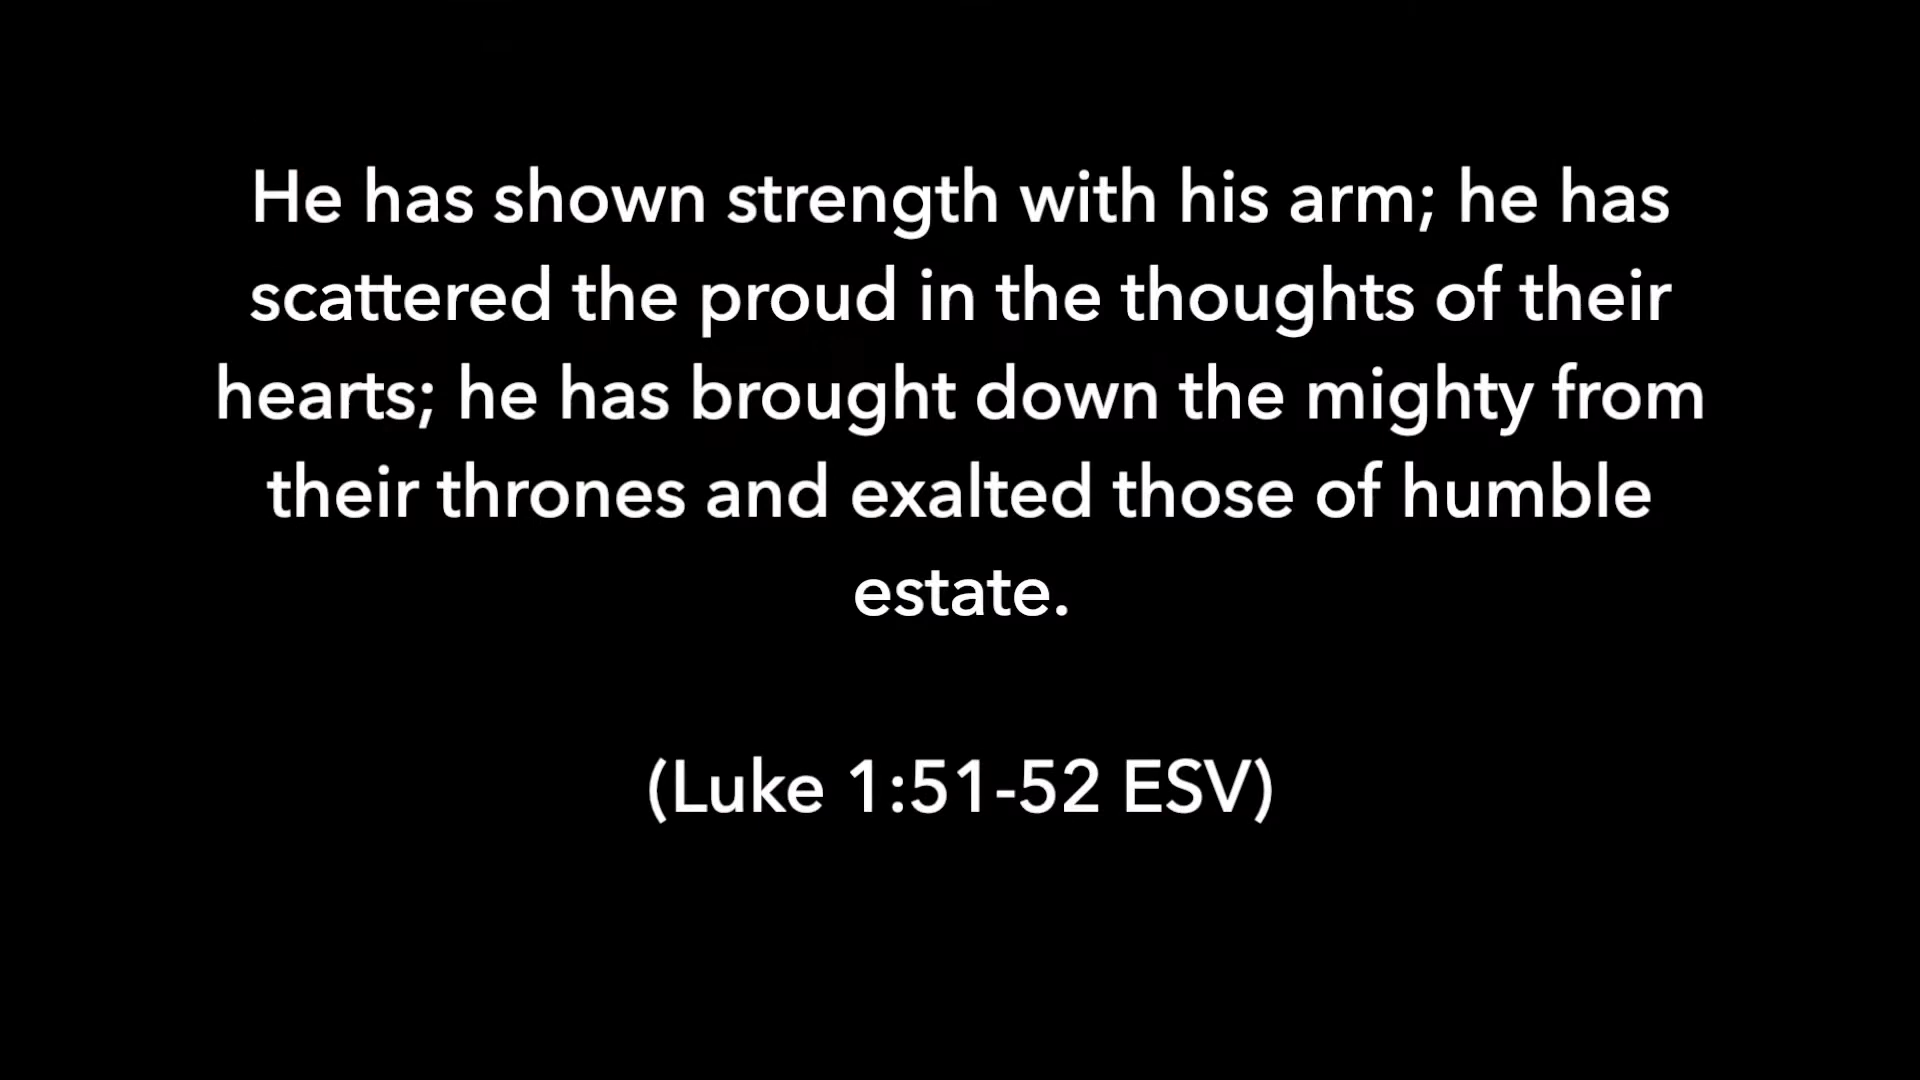 He has shown strength with his arm; he has
scattered the proud in the thoughts of their
hearts; he has brought down the mighty from
their thrones and exalted those of humble
estate.
(Luke 1:51-52 ESV)